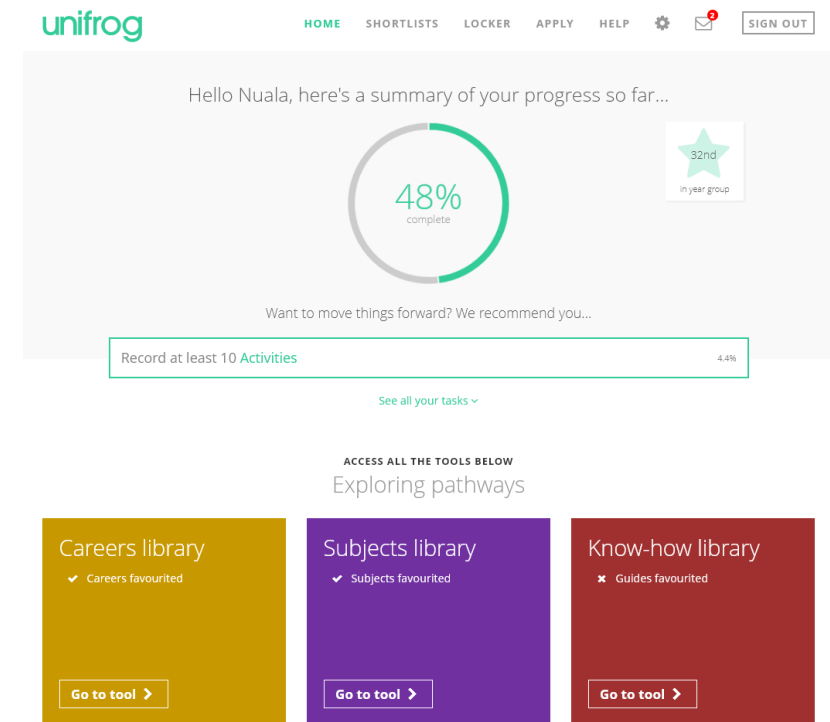 unifrog
HOME SHORTLISTS LOCKER APPLY HELP 2 SIGN OUT
Hello Nuala, here's a summary of your progress so far...
32nd
in year group
48%
complete
Want to move things forward? We recommend you...
Record at least 10 Activities 4.4%
See all your tasks
ACCESS ALL THE TOOLS BELOW
Exploring pathways
Careers library
Careers favourited
Go to tool
Subjects library
Subjects favourited
Go to tool
Know-how library
Guides favourited
Go to tool